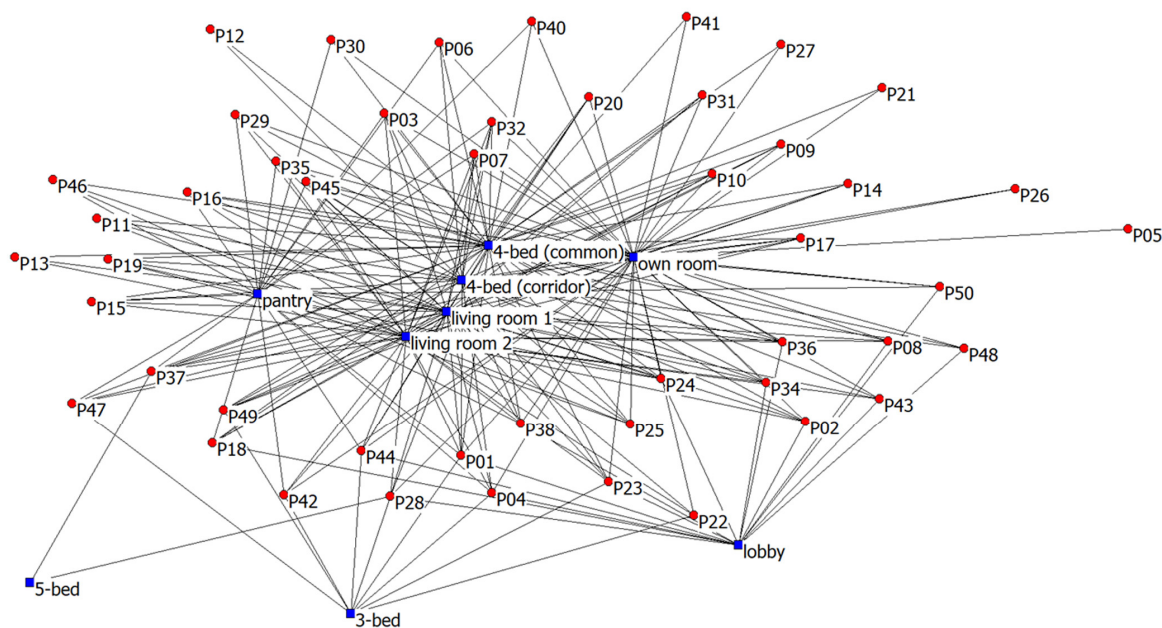 P12
P30
P06
P40
P41
P27
P21
P29
P03
P32
P20
P31
P09
P35
P07
P10
P46
P16
P45
P14
P26
P11
P17
P05
P13
P19
4-bed (common)
own room
4-bed (corridor)
P50
P15
pantry
living room 1
living room 2
P36
P08
P48
P37
P24
P34
P43
P47
P49
P38
P25
P02
P18
P44
P01
P42
P28
P04
P23
P22
lobby
5-bed
3-bed